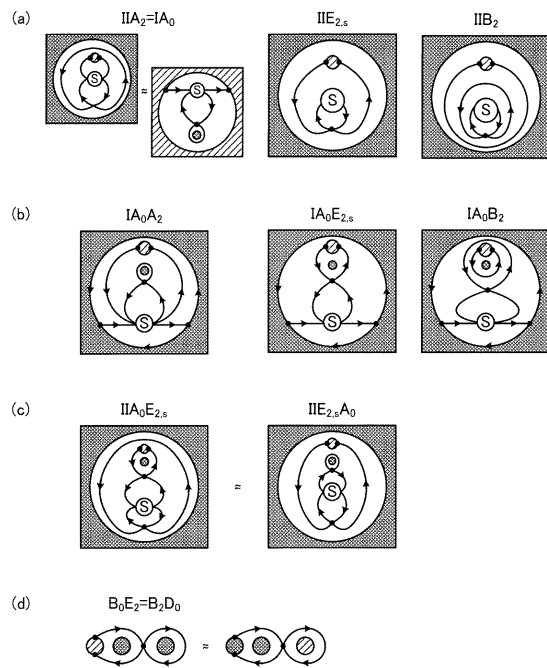 (a) IIA₂=IA₀ IIE₂,ₛ IIB₂
S ≈ S S S
(b) IA₀A₂ IA₀E₂,ₛ IA₀B₂
S S S
(c) IIA₀E₂,ₛ IIE₂,ₛA₀
S ≈ S
(d) B₀E₂=B₂D₀
≈